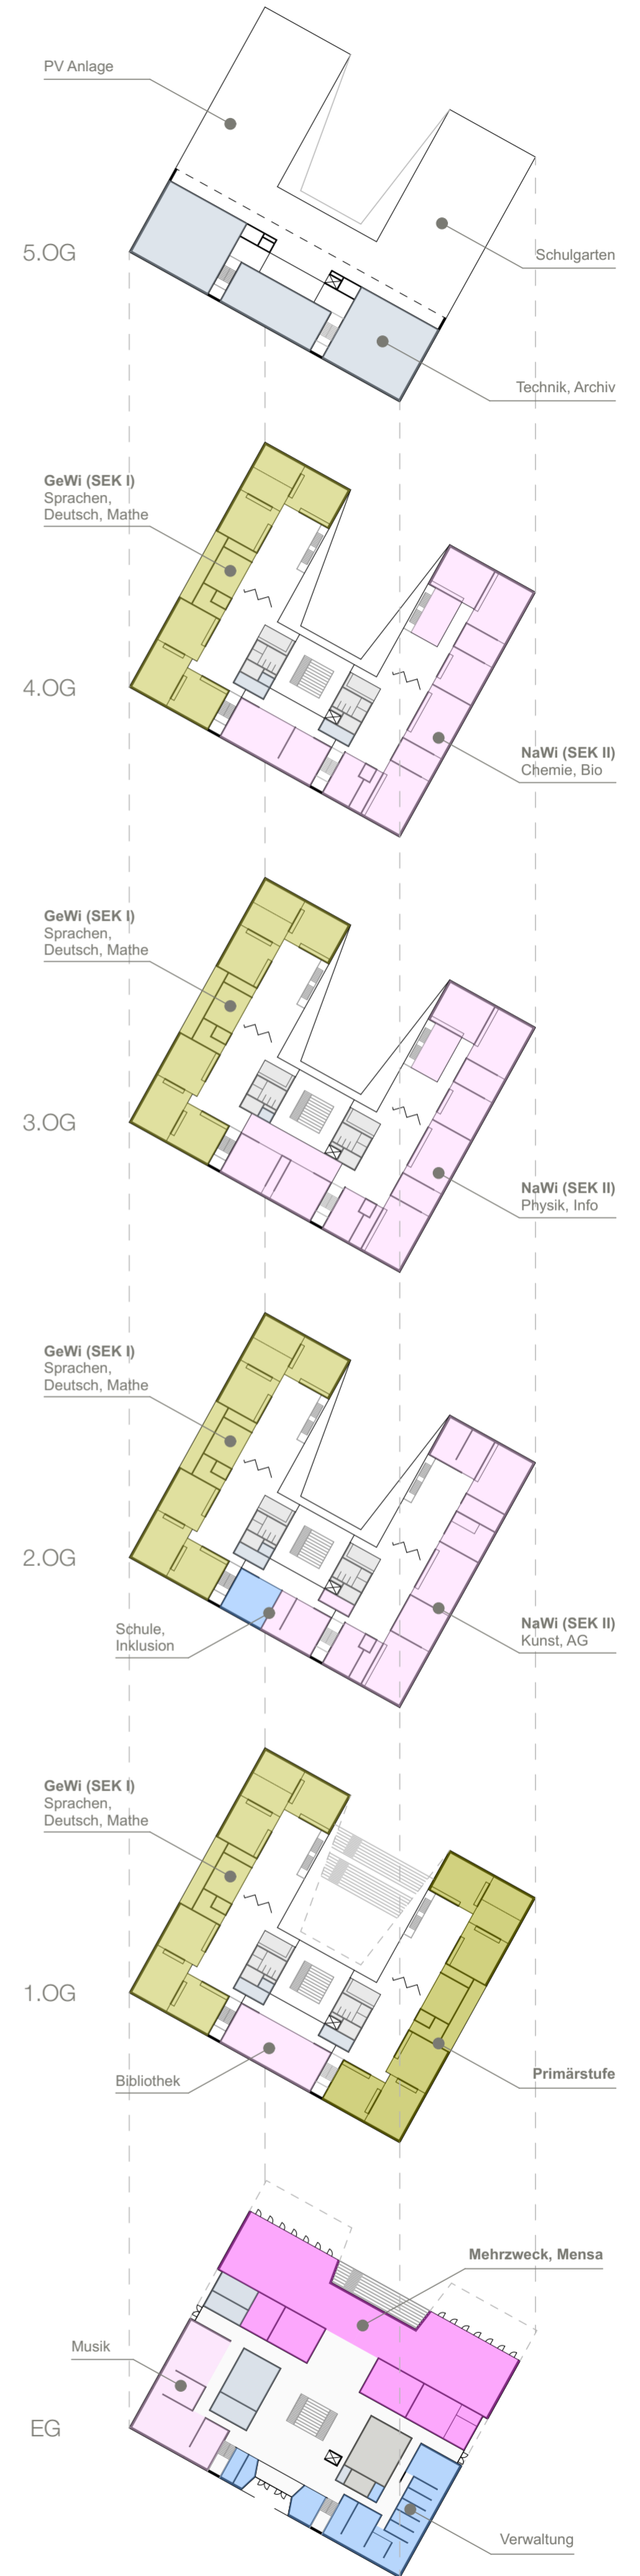 PV Anlage
5.OG
Schulgarten
Technik, Archiv
GeWi (SEK I)
Sprachen,
Deutsch, Mathe
4.OG
NaWi (SEK II)
Chemie, Bio
GeWi (SEK I)
Sprachen,
Deutsch, Mathe
3.OG
NaWi (SEK II)
Physik, Info
GeWi (SEK I)
Sprachen,
Deutsch, Mathe
2.OG
Schule,
Inklusion
NaWi (SEK II)
Kunst, AG
GeWi (SEK I)
Sprachen,
Deutsch, Mathe
1.OG
Bibliothek
Primärstufe
Mehrzweck, Mensa
Musik
EG
Verwaltung